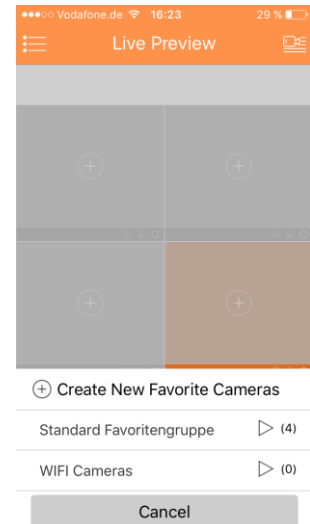 Vodafone.de 16:23 29 %
Live Preview
Create New Favorite Cameras
Standard Favoritengruppe (4)
WIFI Cameras (0)
Cancel